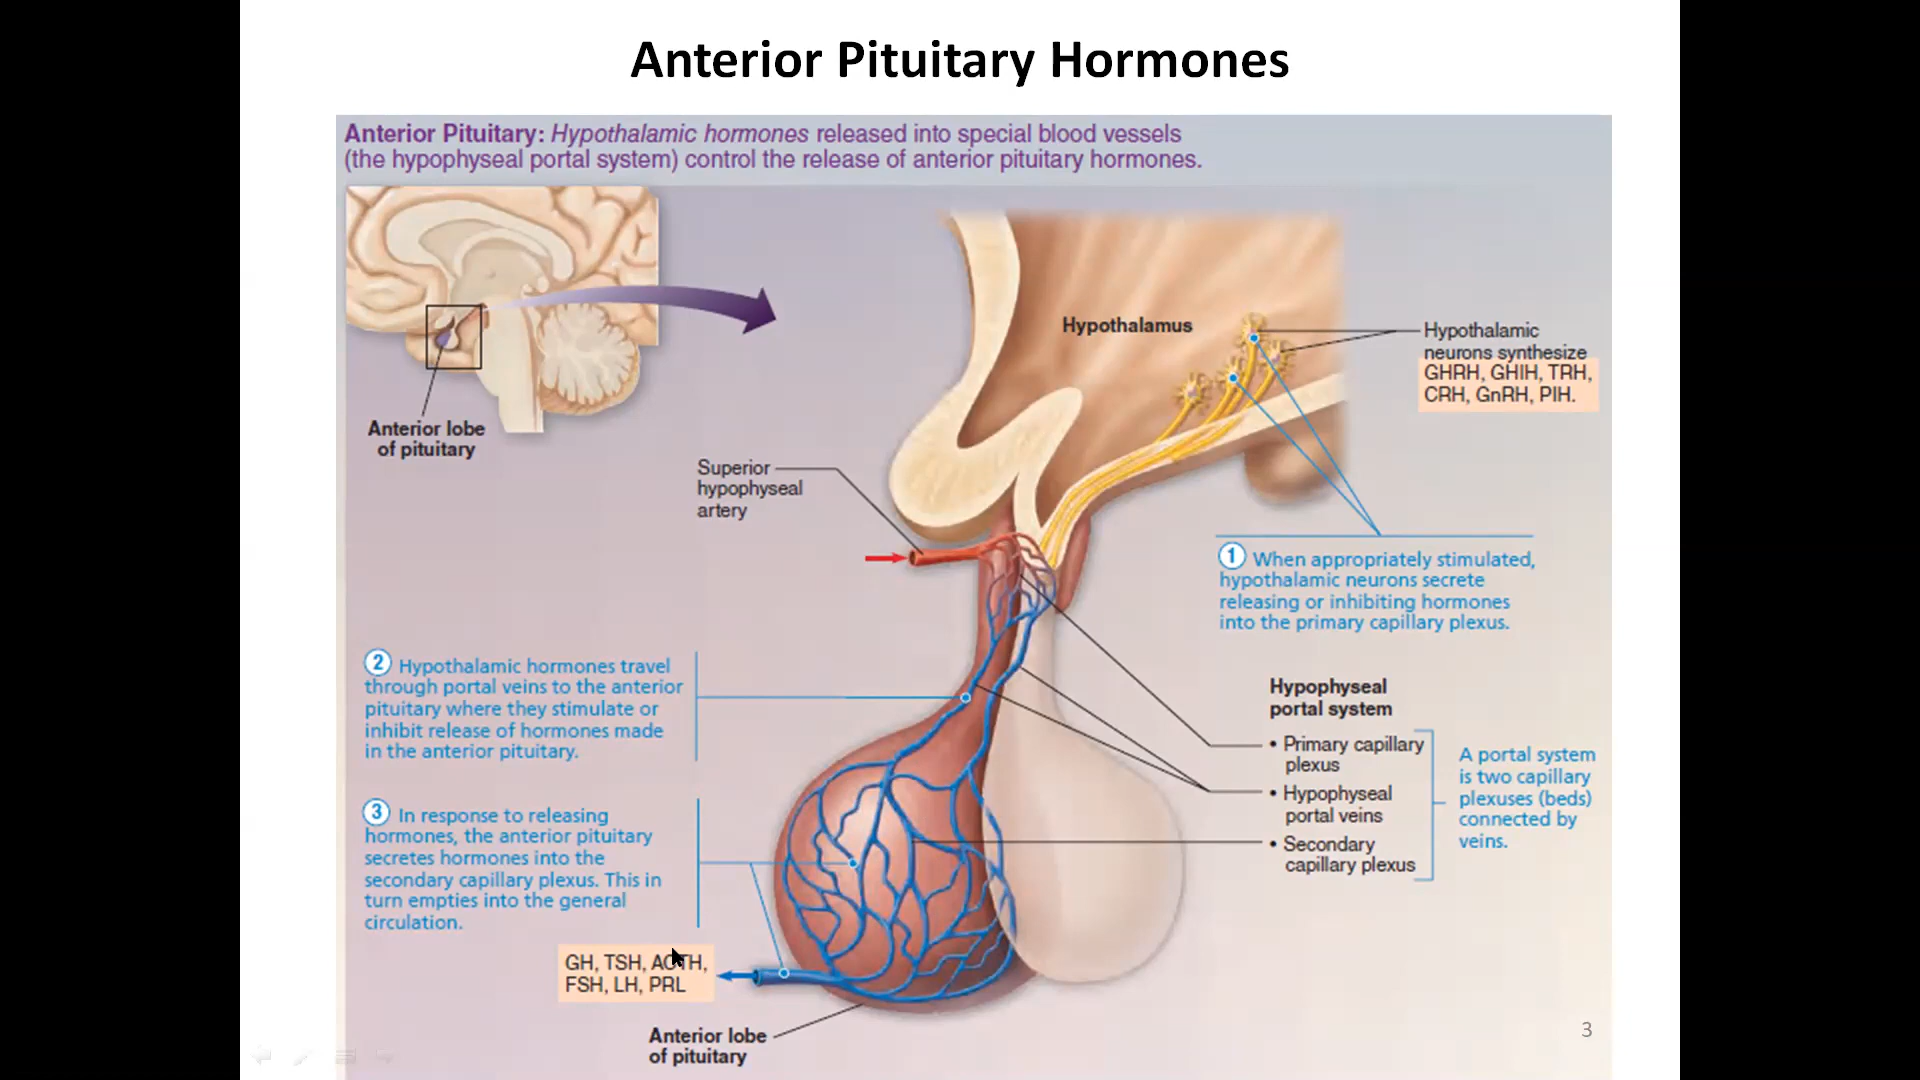 Anterior Pituitary Hormones
Anterior Pituitary: Hypothalamic hormones released into special blood vessels
(the hypophyseal portal system) control the release of anterior pituitary hormones.
Anterior lobe
of pituitary
Hypothalamus
Hypothalamic
neurons synthesize
GHRH, GHIH, TRH,
CRH, GnRH, PIH.
Superior
hypophyseal
artery
1 When appropriately stimulated,
hypothalamic neurons secrete
releasing or inhibiting hormones
into the primary capillary plexus.
2 Hypothalamic hormones travel
through portal veins to the anterior
pituitary where they stimulate or
inhibit release of hormones made
in the anterior pituitary.
Hypophyseal
portal system
• Primary capillary
plexus
• Hypophyseal
portal veins
• Secondary
capillary plexus
A portal system
is two capillary
plexuses (beds)
connected by
veins.
3 In response to releasing
hormones, the anterior pituitary
secretes hormones into the
secondary capillary plexus. This in
turn empties into the general
circulation.
GH, TSH, ACTH,
FSH, LH, PRL
Anterior lobe
of pituitary
3